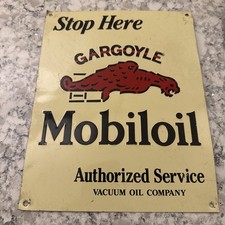 Stop Here
GARGOYLE
Mobiloil
Authorized Service
VACUUM OIL COMPANY